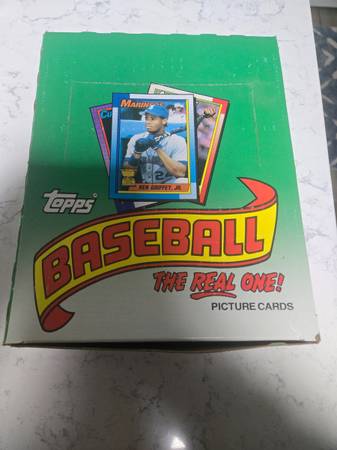 MARINERS
KEN GRIFFEY, JR.
Topps®
BASEBALL
THE REAL ONE!
PICTURE CARDS